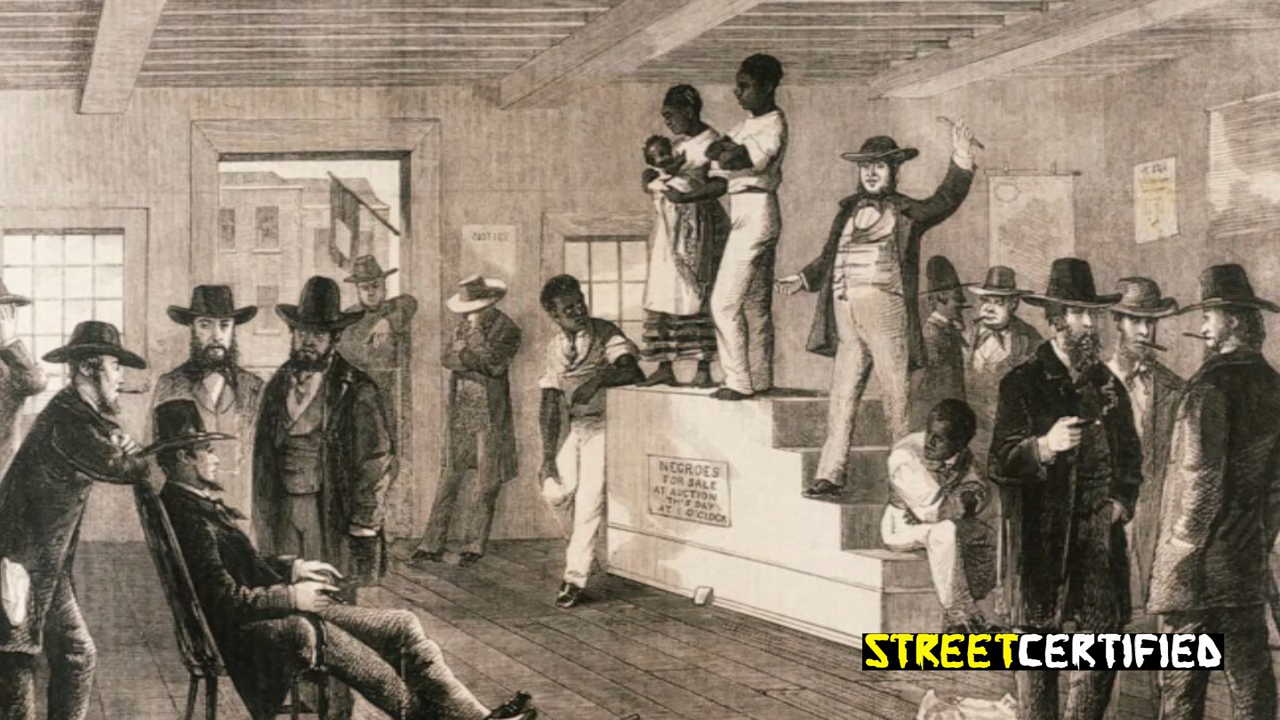 NOTICE
NEGROES
FOR SALE
AT AUCTION
THIS DAY
AT 1 O'CLOCK
STREETCERTIFIED